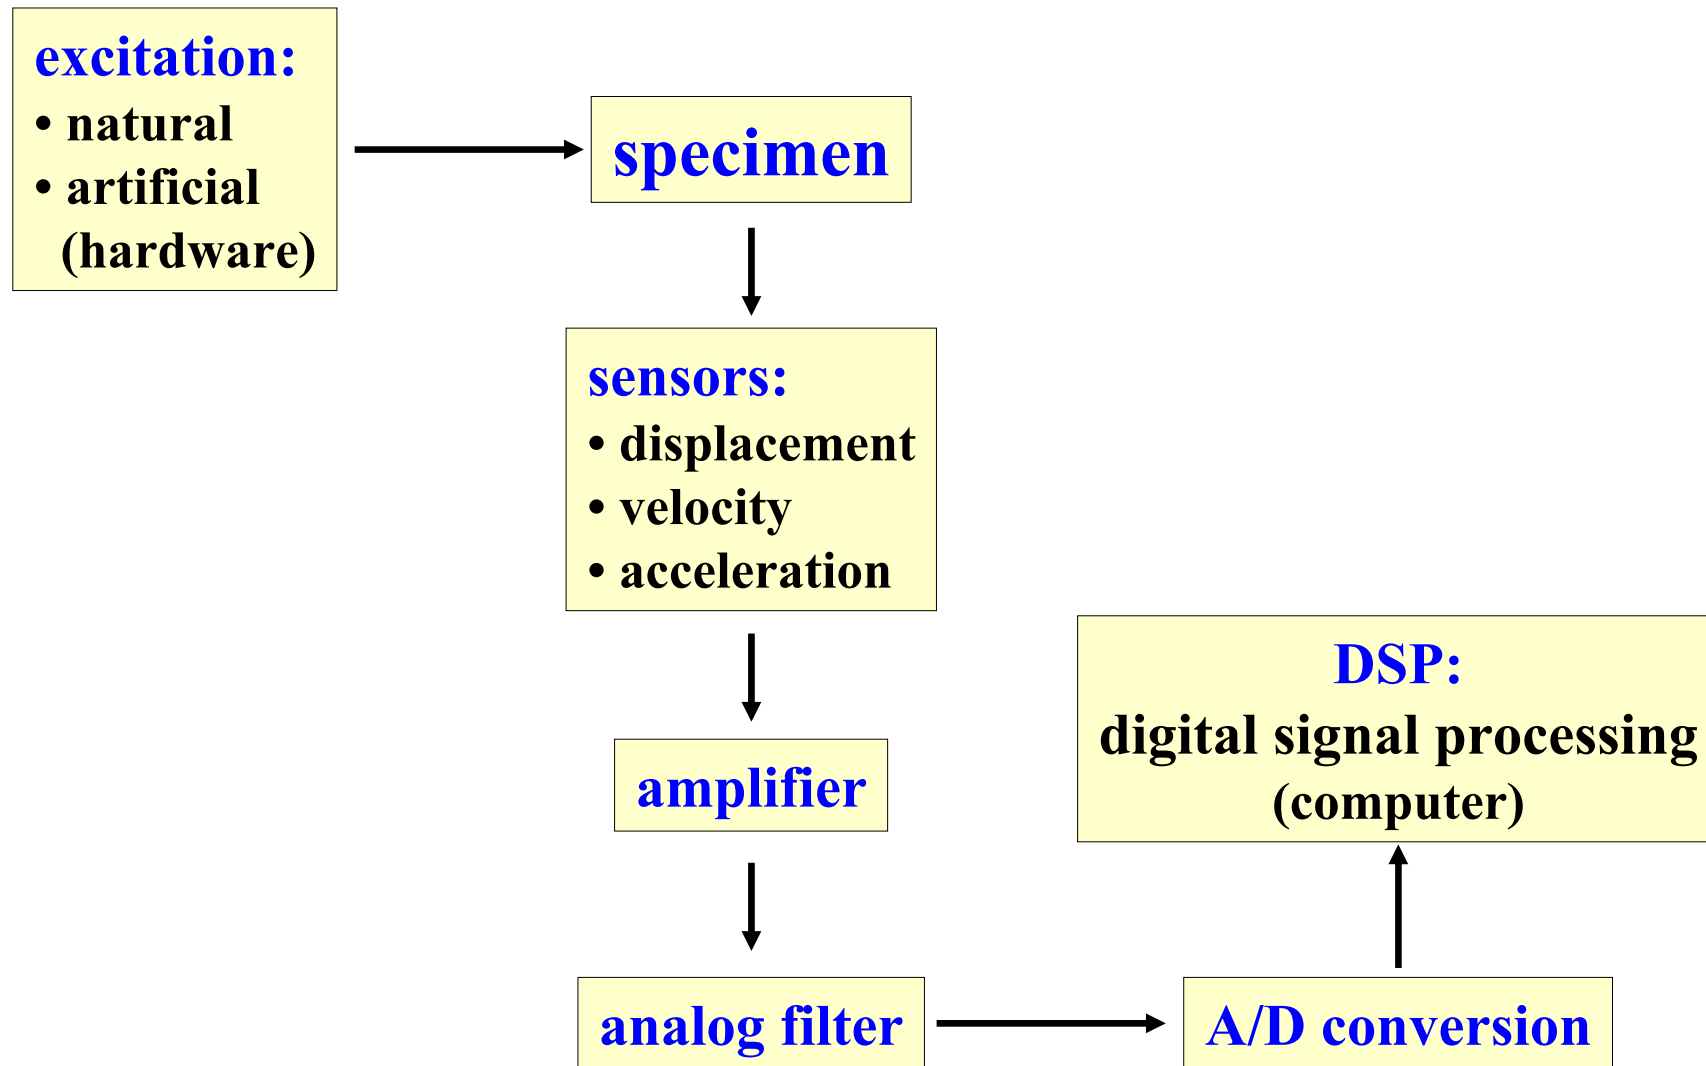 excitation:
• natural
• artificial
(hardware)
specimen
sensors:
• displacement
• velocity
• acceleration
amplifier
analog filter
A/D conversion
DSP:
digital signal processing
(computer)